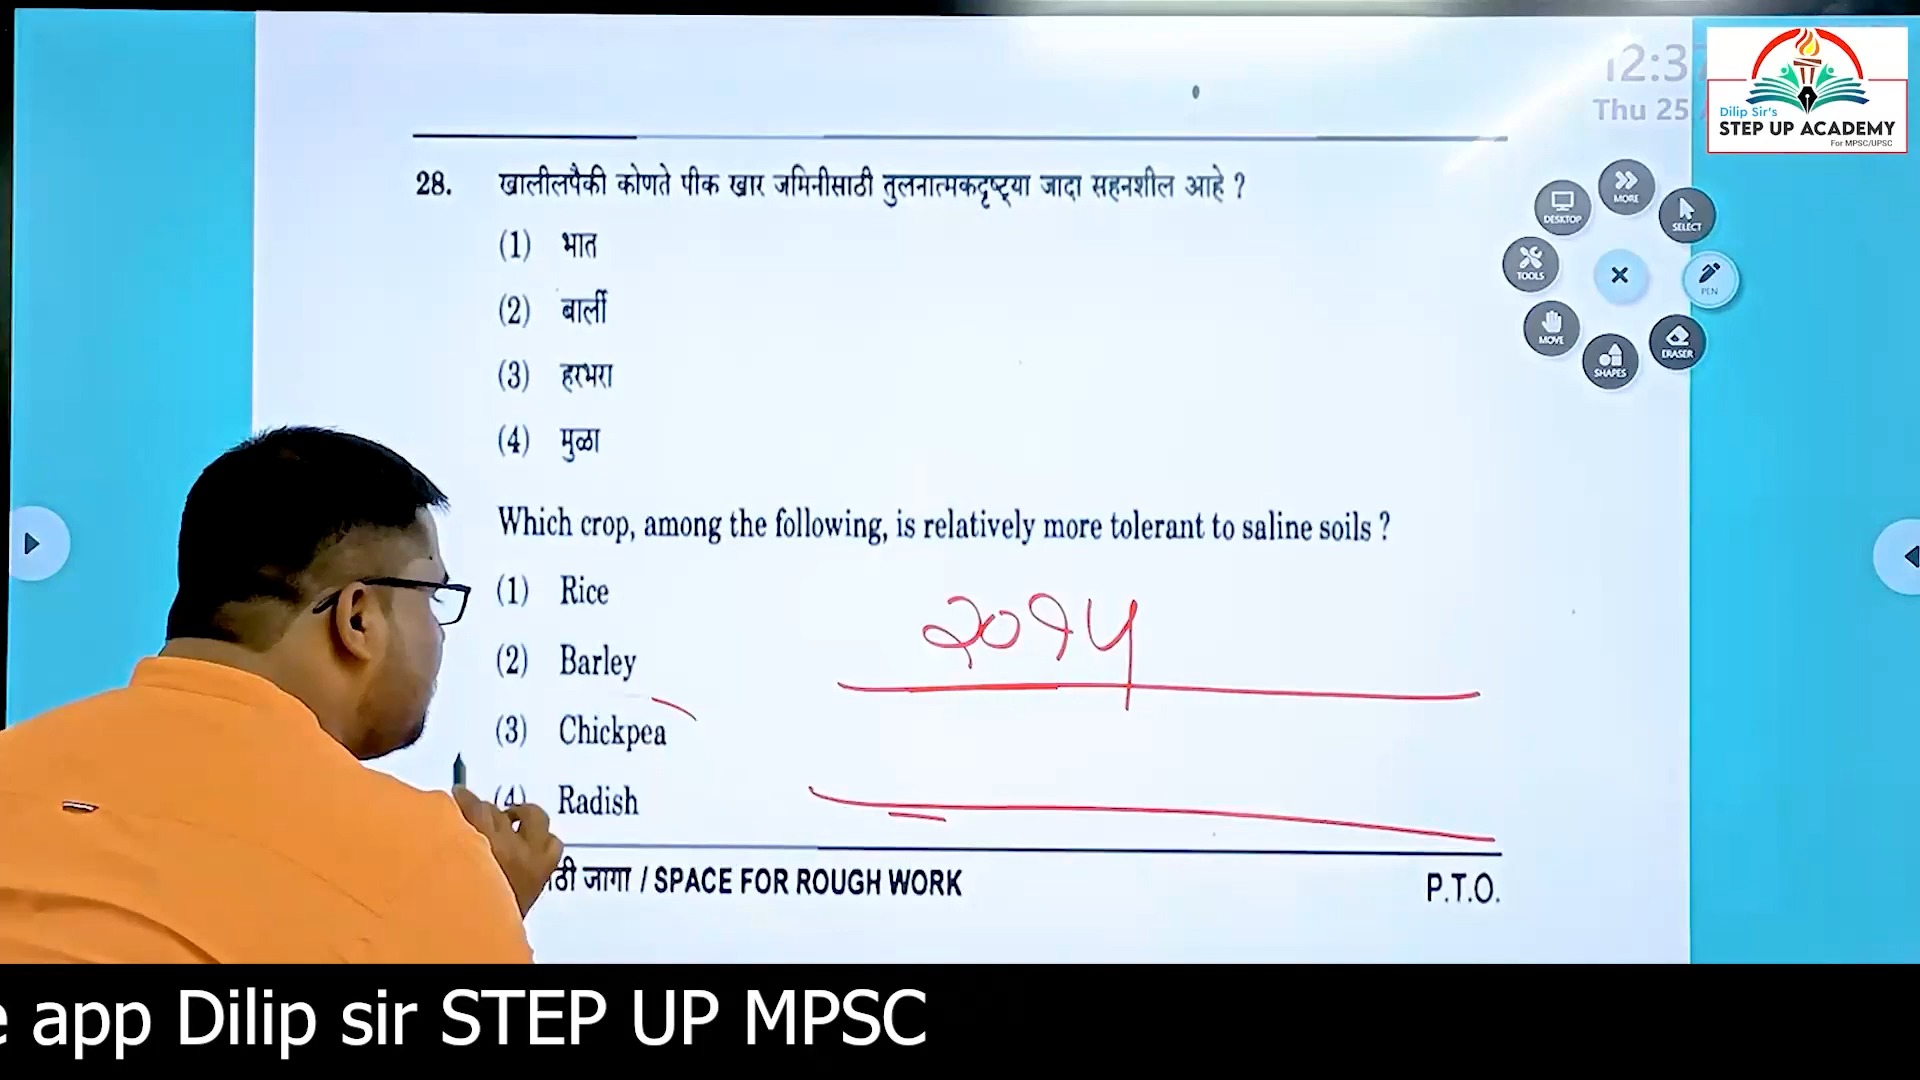 12:37
Thu 25
Dilip Sir's
STEP UP ACADEMY
For MPSC/UPSC
28. खालीलपैकी कोणते पीक खार जमिनीसाठी तुलनात्मकदृष्ट्या जादा सहनशील आहे ?
(1) भात
(2) बार्ली
(3) हरभरा
(4) मुळा
MORE
DESKTOP
SELECT
TOOLS
PEN
MOVE
ERASER
SHAPES
Which crop, among the following, is relatively more tolerant to saline soils ?
(1) Rice
(2) Barley
(3) Chickpea
(4) Radish
२०१५
ठी जागा / SPACE FOR ROUGH WORK
P.T.O.
app Dilip sir STEP UP MPSC